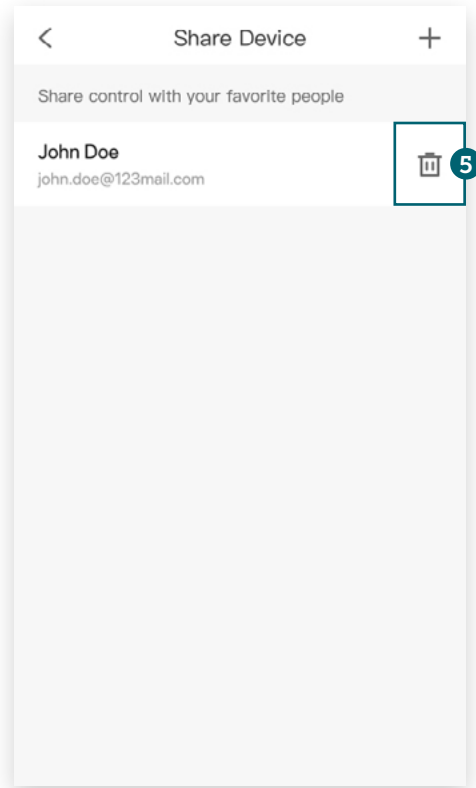 Share Device
Share control with your favorite people
John Doe
john.doe@123mail.com
5